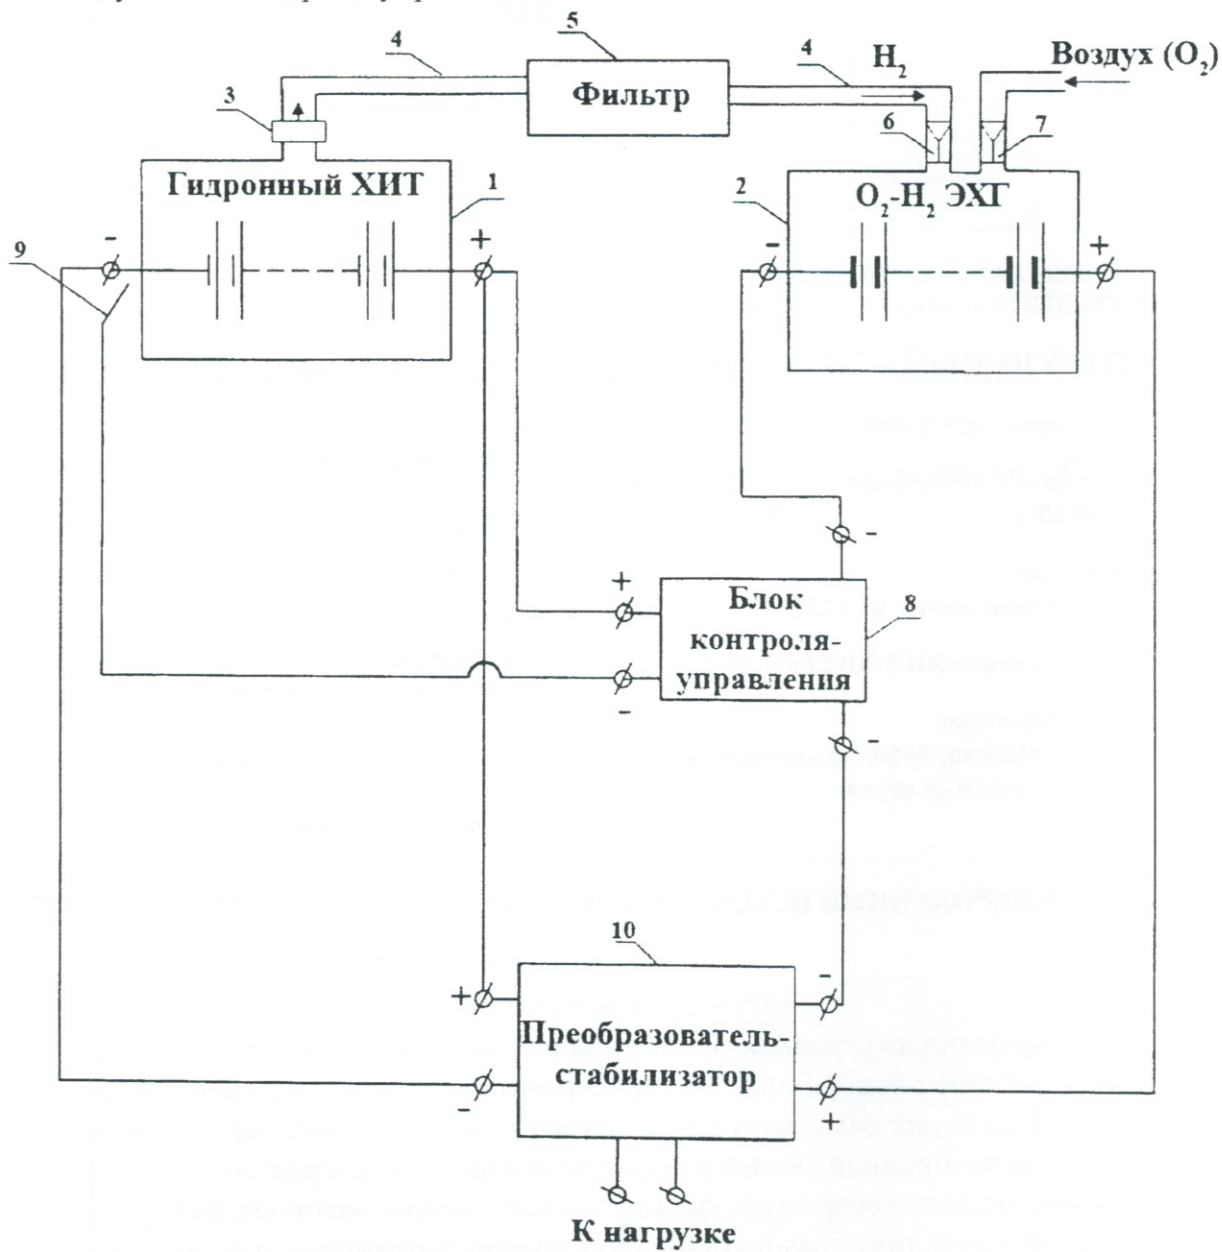 5
4
4
H₂
Воздух (O₂)
3
Фильтр
6
7
Гидронный ХИТ
1
2
O₂-H₂ ЭХГ
9
-
+
-
+
-
+
Блок
контроля-
управления
8
-
-
10
+
-
Преобразователь-
стабилизатор
-
+
К нагрузке